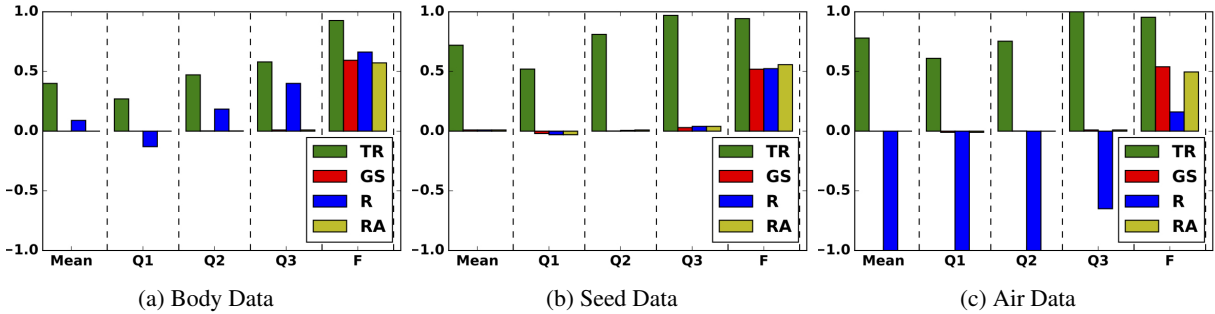 1.0
0.5
0.0
−0.5
−1.0
Mean Q1 Q2 Q3 F
TR
GS
R
RA
(a) Body Data
1.0
0.5
0.0
−0.5
−1.0
Mean Q1 Q2 Q3 F
TR
GS
R
RA
(b) Seed Data
1.0
0.5
0.0
−0.5
−1.0
Mean Q1 Q2 Q3 F
TR
GS
R
RA
(c) Air Data